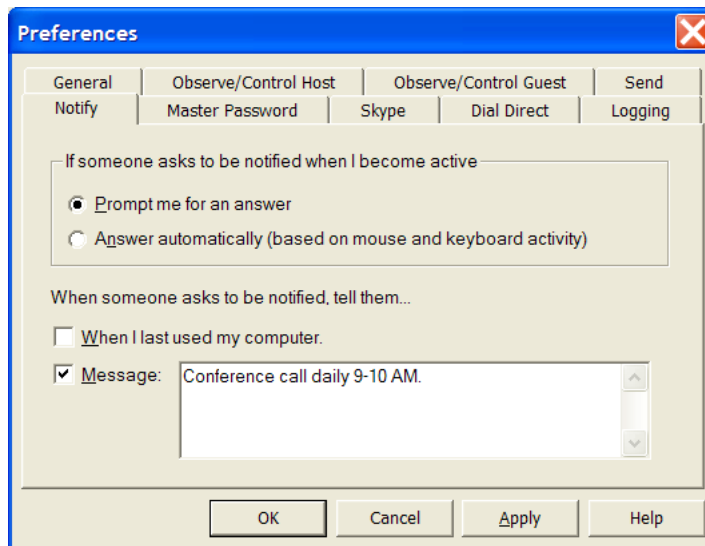 Preferences
General Observe/Control Host Observe/Control Guest Send
Notify Master Password Skype Dial Direct Logging
If someone asks to be notified when I become active
Prompt me for an answer
Answer automatically (based on mouse and keyboard activity)
When someone asks to be notified, tell them...
When I last used my computer.
Message: Conference call daily 9-10 AM.
OK Cancel Apply Help